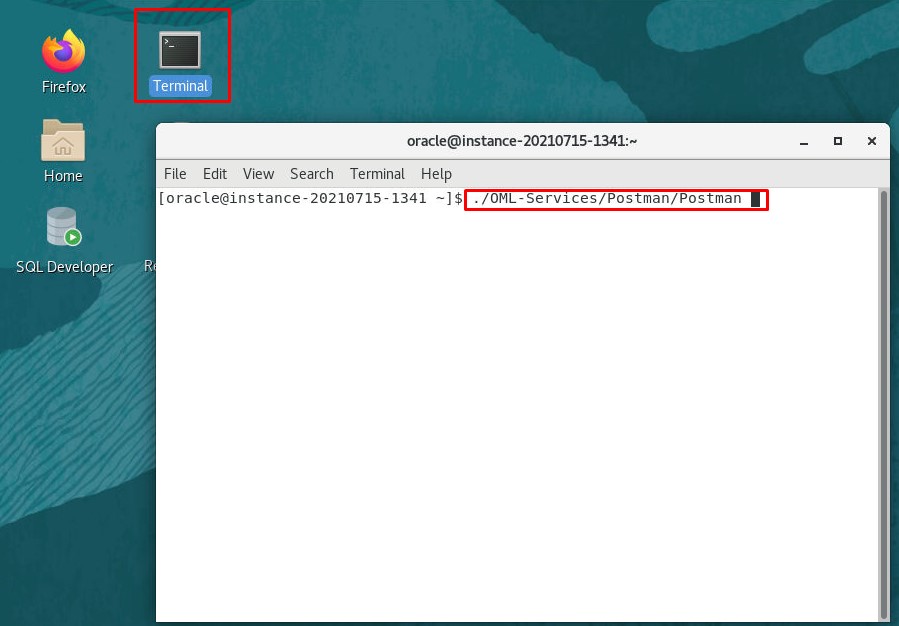 Firefox
Terminal
Home
SQL Developer
Re
oracle@instance-20210715-1341:~
File Edit View Search Terminal Help
[oracle@instance-20210715-1341 ~]$ ./OML-Services/Postman/Postman